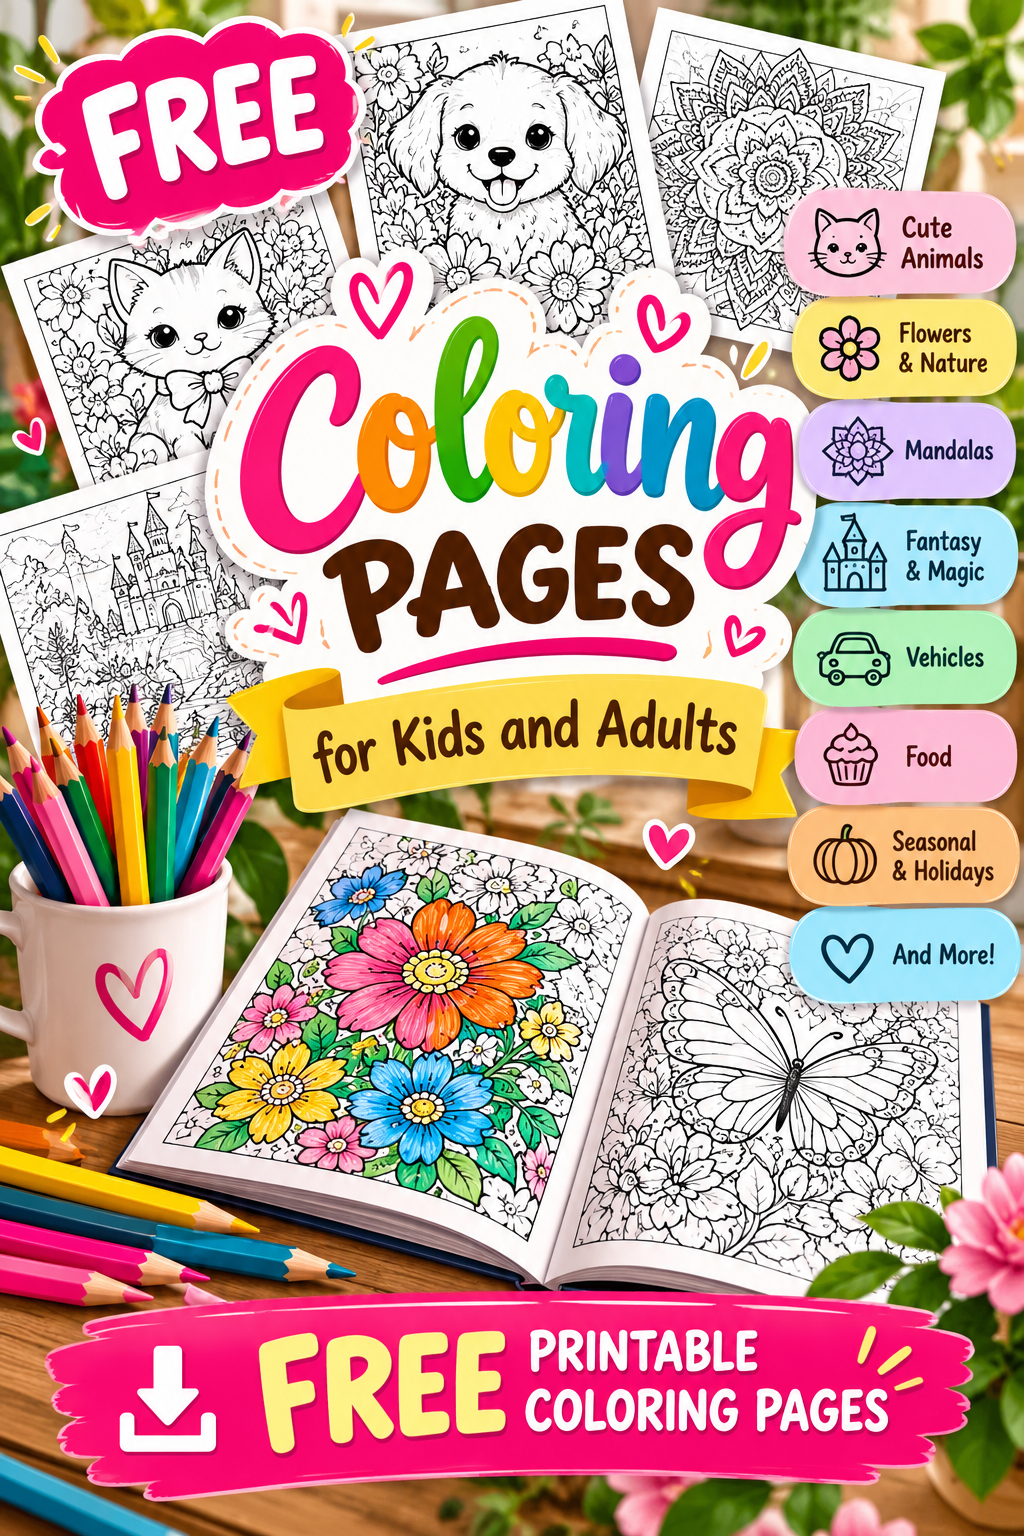 FREE
Coloring
PAGES
for Kids and Adults
Cute
Animals
Flowers
& Nature
Mandalas
Fantasy
& Magic
Vehicles
Food
Seasonal
& Holidays
And More!
FREE
PRINTABLE
COLORING PAGES